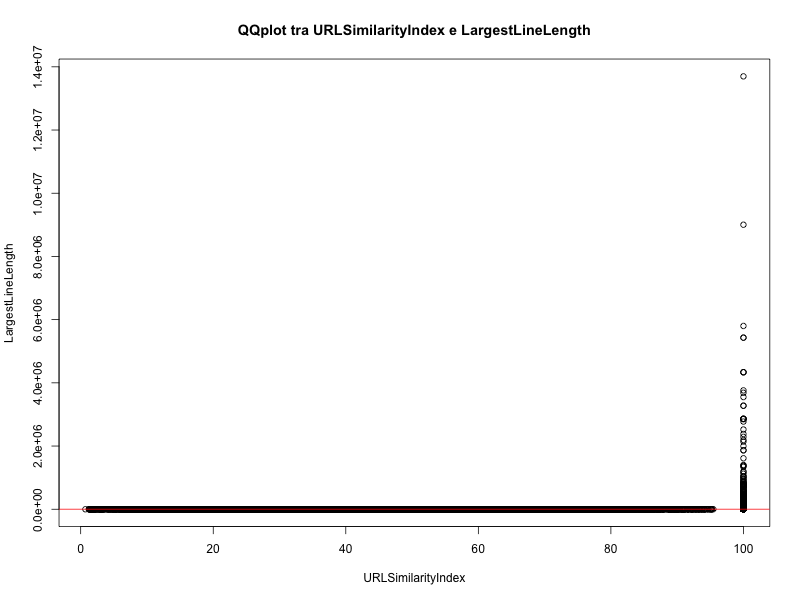 QQplot tra URLSimilarityIndex e LargestLineLength
LargestLineLength
1.4e+07
1.2e+07
1.0e+07
8.0e+06
6.0e+06
4.0e+06
2.0e+06
0.0e+00
0 20 40 60 80 100
URLSimilarityIndex